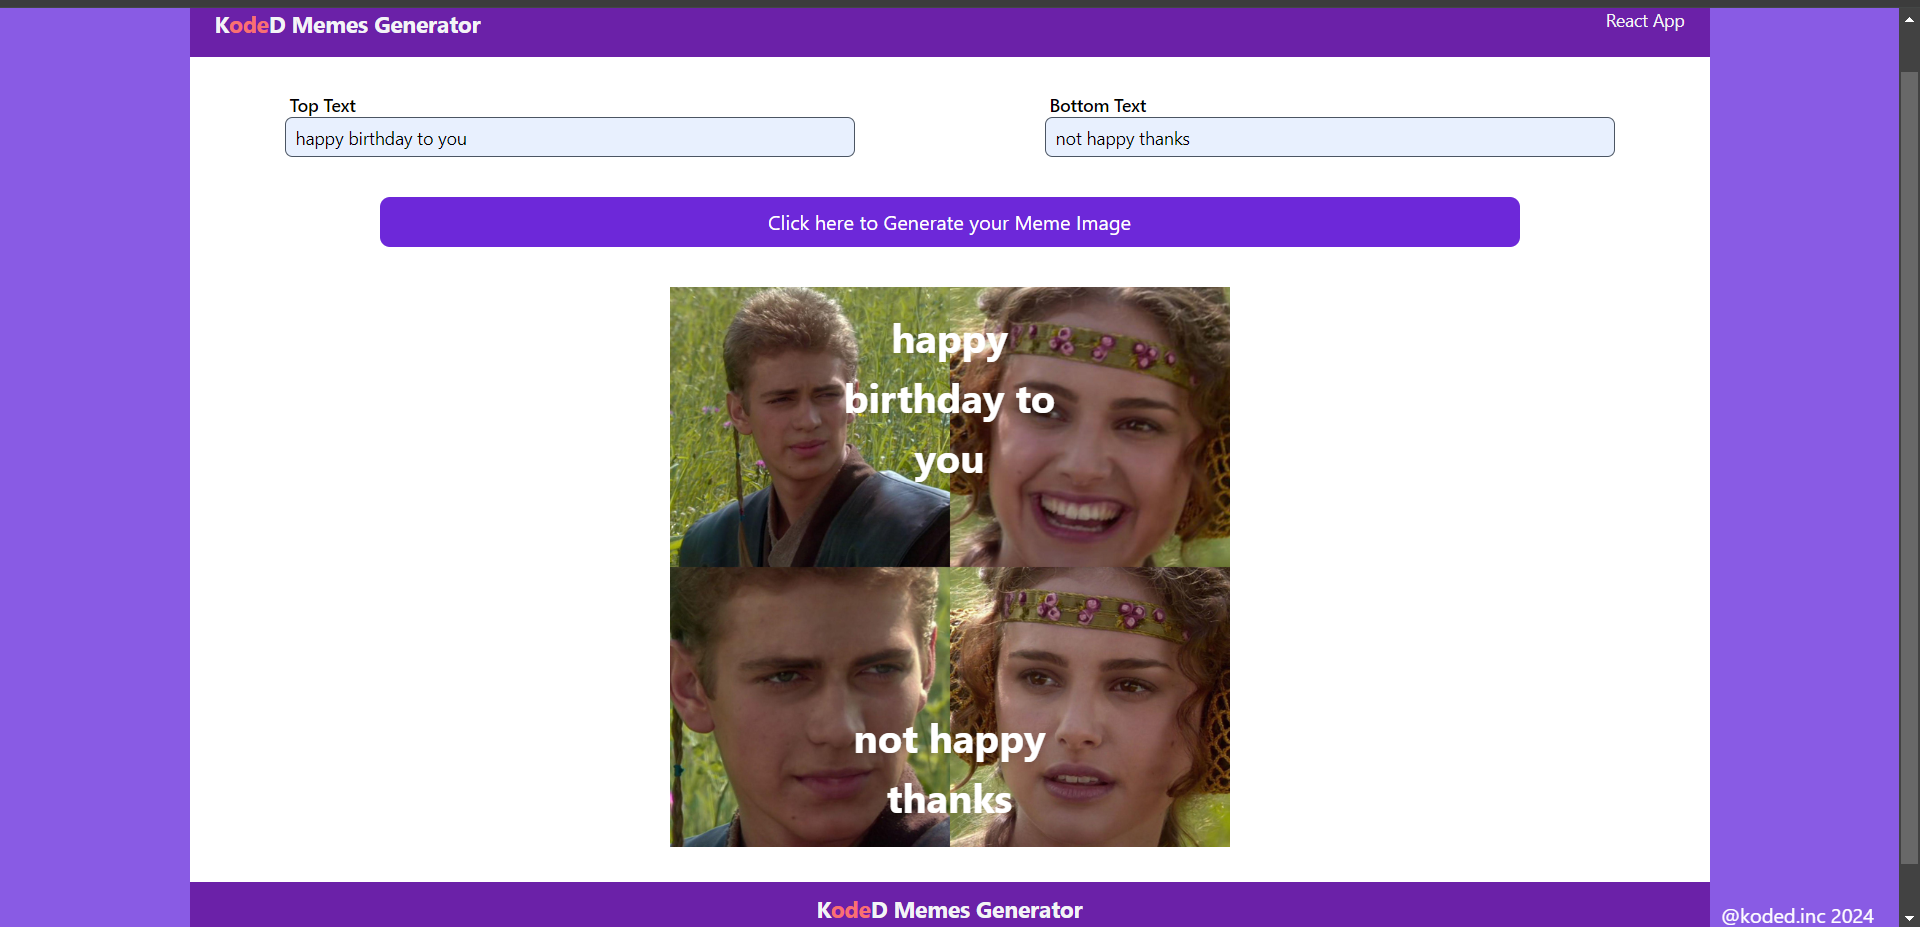 KodeD Memes Generator
React App
Top Text
Bottom Text
happy birthday to you
not happy thanks
Click here to Generate your Meme Image
happy
birthday to
you
not happy
thanks
KodeD Memes Generator
@koded.inc 2024